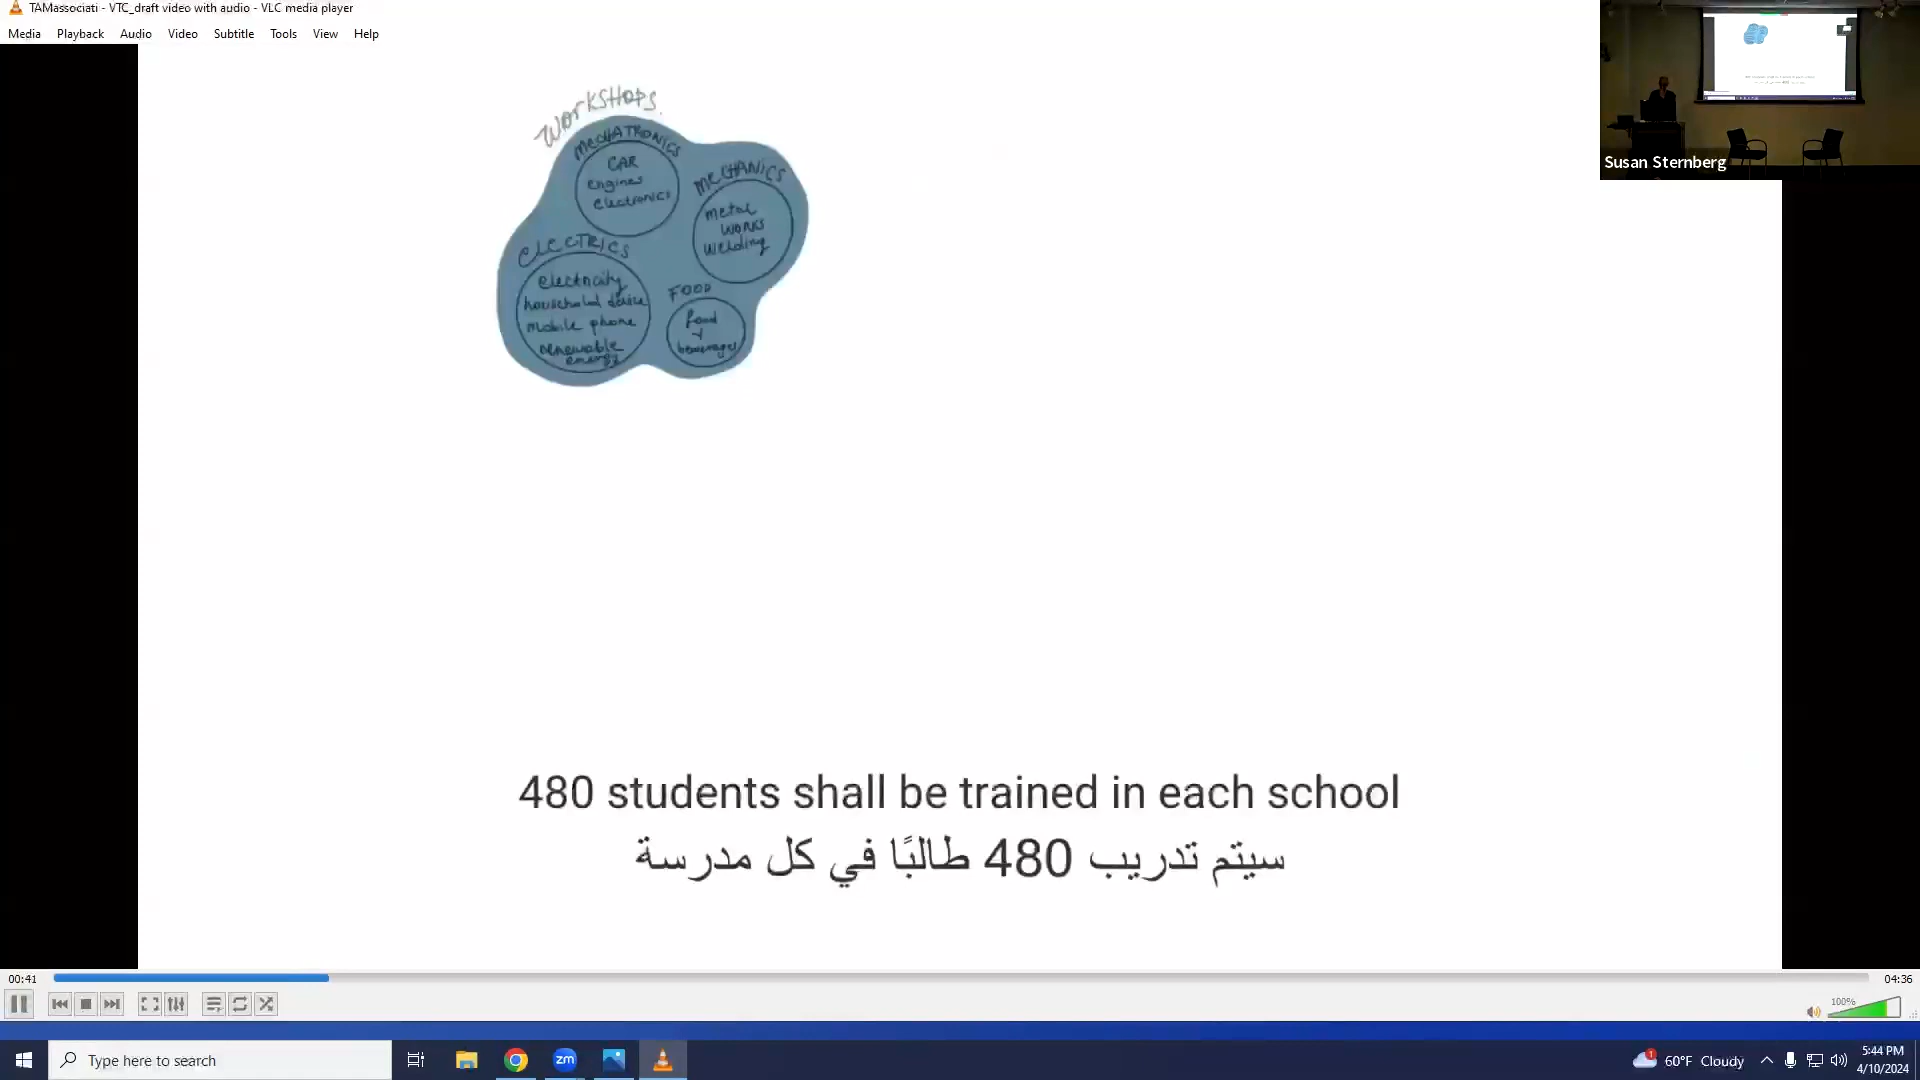 TAMassociati - VTC_draft video with audio - VLC media player
Media Playback Audio Video Subtitle Tools View Help
Susan Sternberg
WORKSHOPS
MECHATRONICS
CAR
engines
electronics
MECHANICS
metal
WORKS
welding
ELECTRICS
electricity
household device
mobile phone
renewable
energy
FOOD
food
beverages
480 students shall be trained in each school
سيتم تدريب 480 طالبًا في كل مدرسة
00:41
04:36
100%
Type here to search
zm
1
60°F Cloudy
5:44 PM
4/10/2024